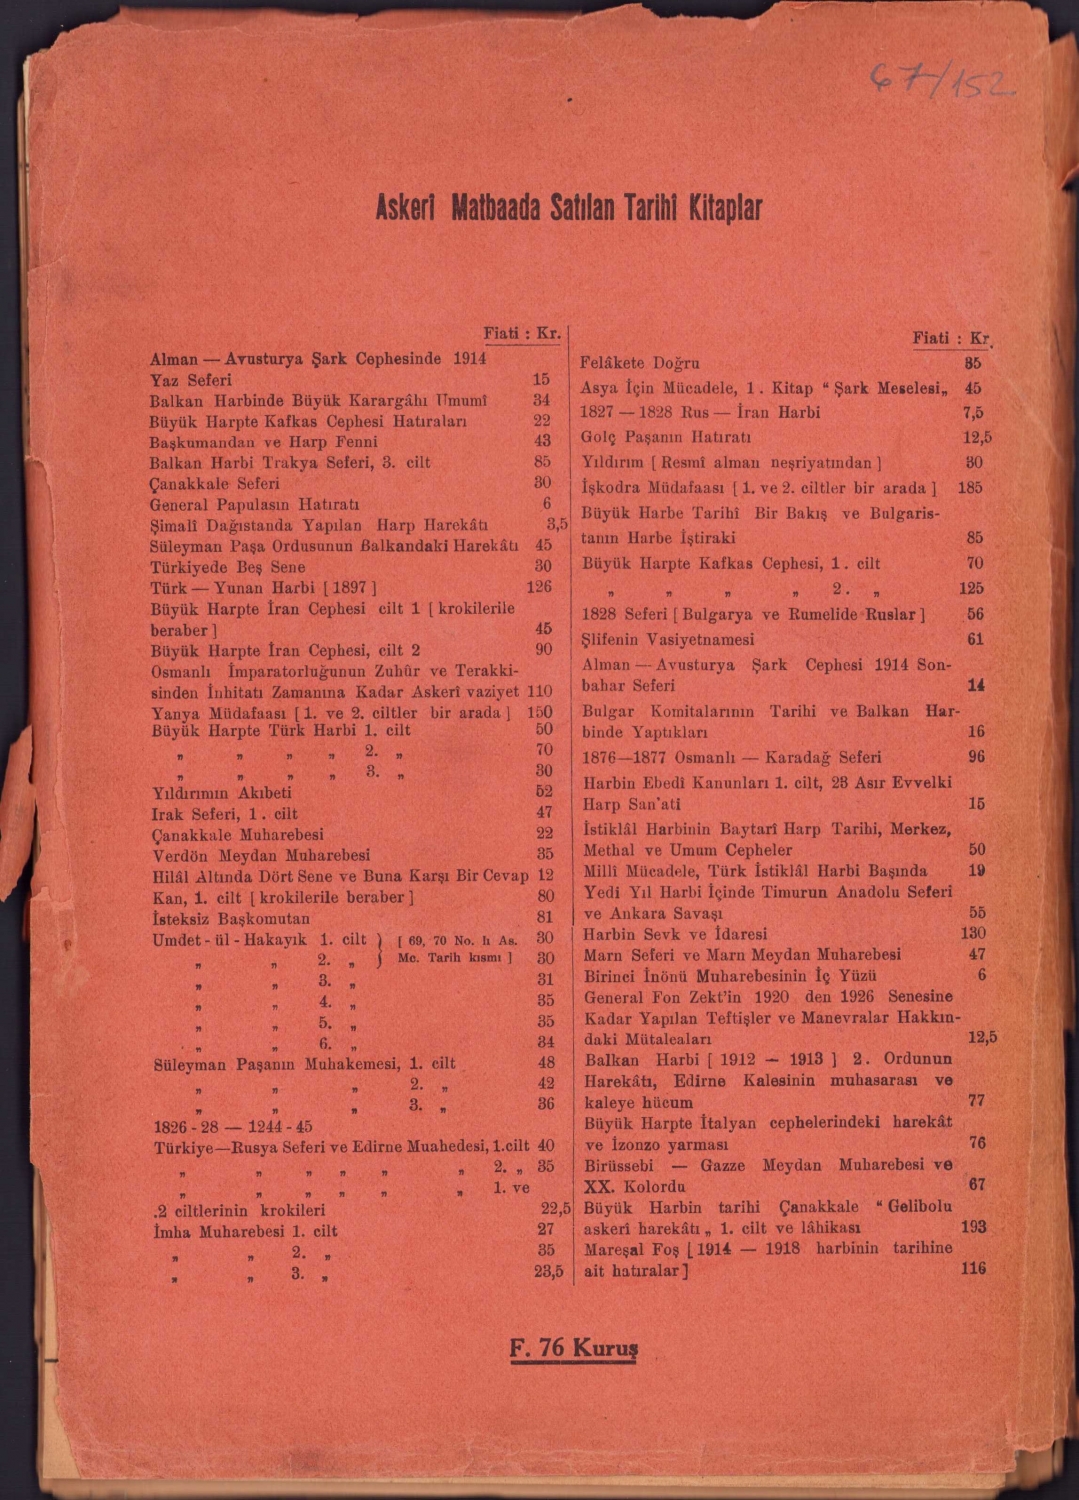 67/152
Askerî Matbaada Satılan Tarihî Kitaplar
Fiati : Kr.
Alman — Avusturya Şark Cephesinde 1914
Yaz Seferi 15
Balkan Harbinde Büyük Karargâhı Umumî 34
Büyük Harpte Kafkas Cephesi Hatıraları 22
Başkumandan ve Harp Fenni 43
Balkan Harbi Trakya Seferi, 3. cilt 85
Çanakkale Seferi 30
General Papulasın Hatıratı 6
Şimalî Dağıstanda Yapılan Harp Harekâtı 3,5
Süleyman Paşa Ordusunun Balkandaki Harekâtı 45
Türkiyede Beş Sene 30
Türk — Yunan Harbi [ 1897 ] 126
Büyük Harpte İran Cephesi cilt 1 [ krokilerile
beraber ] 45
Büyük Harpte İran Cephesi, cilt 2 90
Osmanlı İmparatorluğunun Zuhûr ve Terakki-
sinden İnhitatı Zamanına Kadar Askerî vaziyet 110
Yanya Müdafaası [ 1. ve 2. ciltler bir arada ] 150
Büyük Harpte Türk Harbi 1. cilt 50
„ „ „ „ 2. „ 70
„ „ „ „ 3. „ 30
Yıldırımın Akıbeti 52
Irak Seferi, 1 . cilt 47
Çanakkale Muharebesi 22
Verdön Meydan Muharebesi 35
Hilâl Altında Dört Sene ve Buna Karşı Bir Cevap 12
Kan, 1. cilt [ krokilerile beraber ] 80
İsteksiz Başkomutan 81
Umdet - ül - Hakayık 1. cilt ) [ 69, 70 No. lı As. 30
„ „ 2. „ ) Mc. Tarih kısmı ] 30
„ „ 3. „ 31
„ „ 4. „ 35
„ „ 5. „ 35
„ „ 6. „ 34
Süleyman Paşanın Muhakemesi, 1. cilt 48
„ „ „ 2. „ 42
„ „ „ 3. „ 36
1826 - 28 — 1244 - 45
Türkiye—Rusya Seferi ve Edirne Muahedesi, 1.cilt 40
„ „ „ „ „ „ 2. „ 35
„ „ „ „ „ „ 1. ve
.2 ciltlerinin krokileri 22,5
İmha Muharebesi 1. cilt 27
„ „ 2. „ 35
„ „ 3. „ 23,5
Fiati : Kr.
Felâkete Doğru 35
Asya İçin Mücadele, 1 . Kitap “ Şark Meselesi„ 45
1827 — 1828 Rus — İran Harbi 7,5
Golç Paşanın Hatıratı 12,5
Yıldırım [ Resmî alman neşriyatından ] 30
İşkodra Müdafaası [ 1. ve 2. ciltler bir arada ] 185
Büyük Harbe Tarihî Bir Bakış ve Bulgaris-
tanın Harbe İştiraki 85
Büyük Harpte Kafkas Cephesi, 1 . cilt 70
„ „ „ „ 2 . „ 125
1828 Seferi [ Bulgarya ve Rumelide Ruslar ] 56
Şlifenin Vasiyetnamesi 61
Alman — Avusturya Şark Cephesi 1914 Son-
bahar Seferi 14
Bulgar Komitalarının Tarihi ve Balkan Har-
binde Yaptıkları 16
1876—1877 Osmanlı — Karadağ Seferi 96
Harbin Ebedî Kanunları 1. cilt, 23 Asır Evvelki
Harp San'ati 15
İstiklâl Harbinin Baytarî Harp Tarihi, Merkez,
Methal ve Umum Cepheler 50
Millî Mücadele, Türk İstiklâl Harbi Başında 19
Yedi Yıl Harbi İçinde Timurun Anadolu Seferi
ve Ankara Savaşı 55
Harbin Sevk ve İdaresi 130
Marn Seferi ve Marn Meydan Muharebesi 47
Birinci İnönü Muharebesinin İç Yüzü 6
General Fon Zekt'in 1920 den 1926 Senesine
Kadar Yapılan Teftişler ve Manevralar Hakkın-
daki Mütalealari 12,5
Balkan Harbi [ 1912 — 1913 ] 2 . Ordunun
Harekâtı, Edirne Kalesinin muhasarası ve
kaleye hücum 77
Büyük Harpte İtalyan cephelerindeki harekât
ve İzonzo yarması 76
Birüssebi — Gazze Meydan Muharebesi ve
XX. Kolordu 67
Büyük Harbin tarihi Çanakkale “ Gelibolu
askerî harekâtı „ 1. cilt ve lâhikası 193
Mareşal Foş [ 1914 — 1918 harbinin tarihine
ait hatıralar ] 116
F. 76 Kuruş